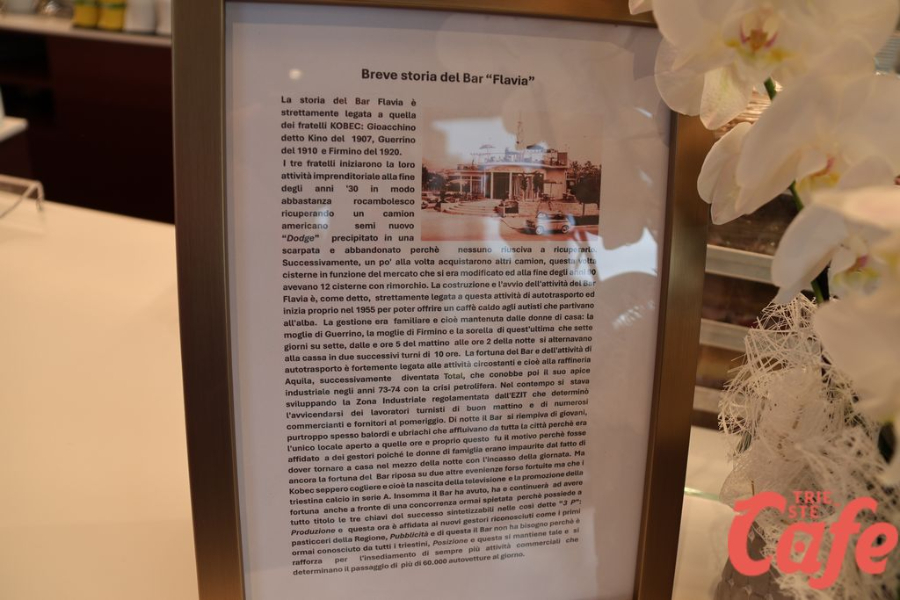 Breve storia del Bar “Flavia”
La storia del Bar Flavia è
strettamente legata a quella
dei fratelli KOBEC: Gioacchino
detto Kino del 1907, Guerrino
del 1910 e Firmino del 1920.
I tre fratelli iniziarono la loro
attività imprenditoriale alla fine
degli anni '30 in modo
abbastanza rocambolesco
ricuperando un camion
americano semi nuovo
“Dodge” precipitato in una
scarpata e abbandonato perchè nessuno riusciva a ricuperarlo.
Successivamente, un po' alla volta acquistarono altri camion, questa volta
cisterne in funzione del mercato che si era modificato ed alla fine degli anni 80
avevano 12 cisterne con rimorchio. La costruzione e l'avvio dell'attività del Bar
Flavia è, come detto, strettamente legata a questa attività di autotrasporto ed
inizia proprio nel 1955 per poter offrire un caffè caldo agli autisti che partivano
all'alba. La gestione era familiare e cioè mantenuta dalle donne di casa: la
moglie di Guerrino, la moglie di Firmino e la sorella di quest'ultima che sette
giorni su sette, dalle e ore 5 del mattino alle ore 2 della notte si alternavano
alla cassa in due successivi turni di 10 ore. La fortuna del Bar e dell'attività di
autotrasporto è fortemente legata alle attività circostanti e cioè alla raffineria
Aquila, successivamente diventata Total, che conobbe poi il suo apice
industriale negli anni 73-74 con la crisi petrolifera. Nel contempo si stava
sviluppando la Zona Industriale regolamentata dall'EZIT che determinò
l'avvicendarsi dei lavoratori turnisti di buon mattino e di numerosi
commercianti e fornitori al pomeriggio. Di notte il Bar si riempiva di giovani,
purtroppo spesso balordi e ubriachi che affluivano da tutta la città perchè era
l'unico locale aperto a quelle ore e proprio questo fu il motivo perchè fosse
affidato a dei gestori poiché le donne di famiglia erano impaurite dal fatto di
dover tornare a casa nel mezzo della notte con l'incasso della giornata. Ma
ancora la fortuna del Bar riposa su due altre evenienze forse fortuite ma che i
Kobec seppero cogliere e cioè la nascita della televisione e la promozione della
triestina calcio in serie A. Insomma il Bar ha avuto, ha e continuerà ad avere
fortuna anche a fronte di una concorrenza ormai spietata perchè possiede a
tutto titolo le tre chiavi del successo sintetizzabili nelle cosi dette “3 P”:
Produzione e questa ora è affidata ai nuovi gestori riconosciuti come i primi
pasticceri della Regione, Pubblicità e di questa il Bar non ha bisogno perchè è
ormai conosciuto da tutti i triestini, Posizione e questa si mantiene tale e si
rafforza per l'insediamento di sempre più attività commerciali che
determinano il passaggio di più di 60.000 autovetture al giorno.
TRIE
STE
Cafe